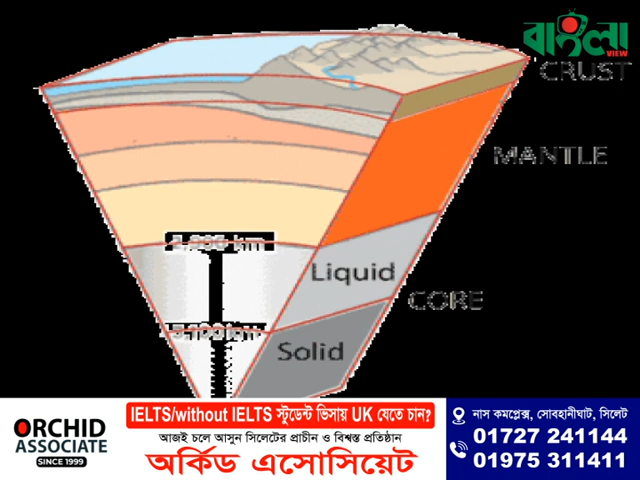 বাংলা
VIEW
CRUST
MANTLE
Liquid
CORE
Solid
ORCHID
ASSOCIATE
SINCE 1999
IELTS/without IELTS স্টুডেন্ট ভিসায় UK যেতে চান?
আজই চলে আসুন সিলেটের প্রাচীন ও বিশ্বস্ত প্রতিষ্ঠান
অর্কিড এসোসিয়েট
নাস কমপ্লেক্স, সোবহানীঘাট, সিলেট
01727 241144
01975 311411